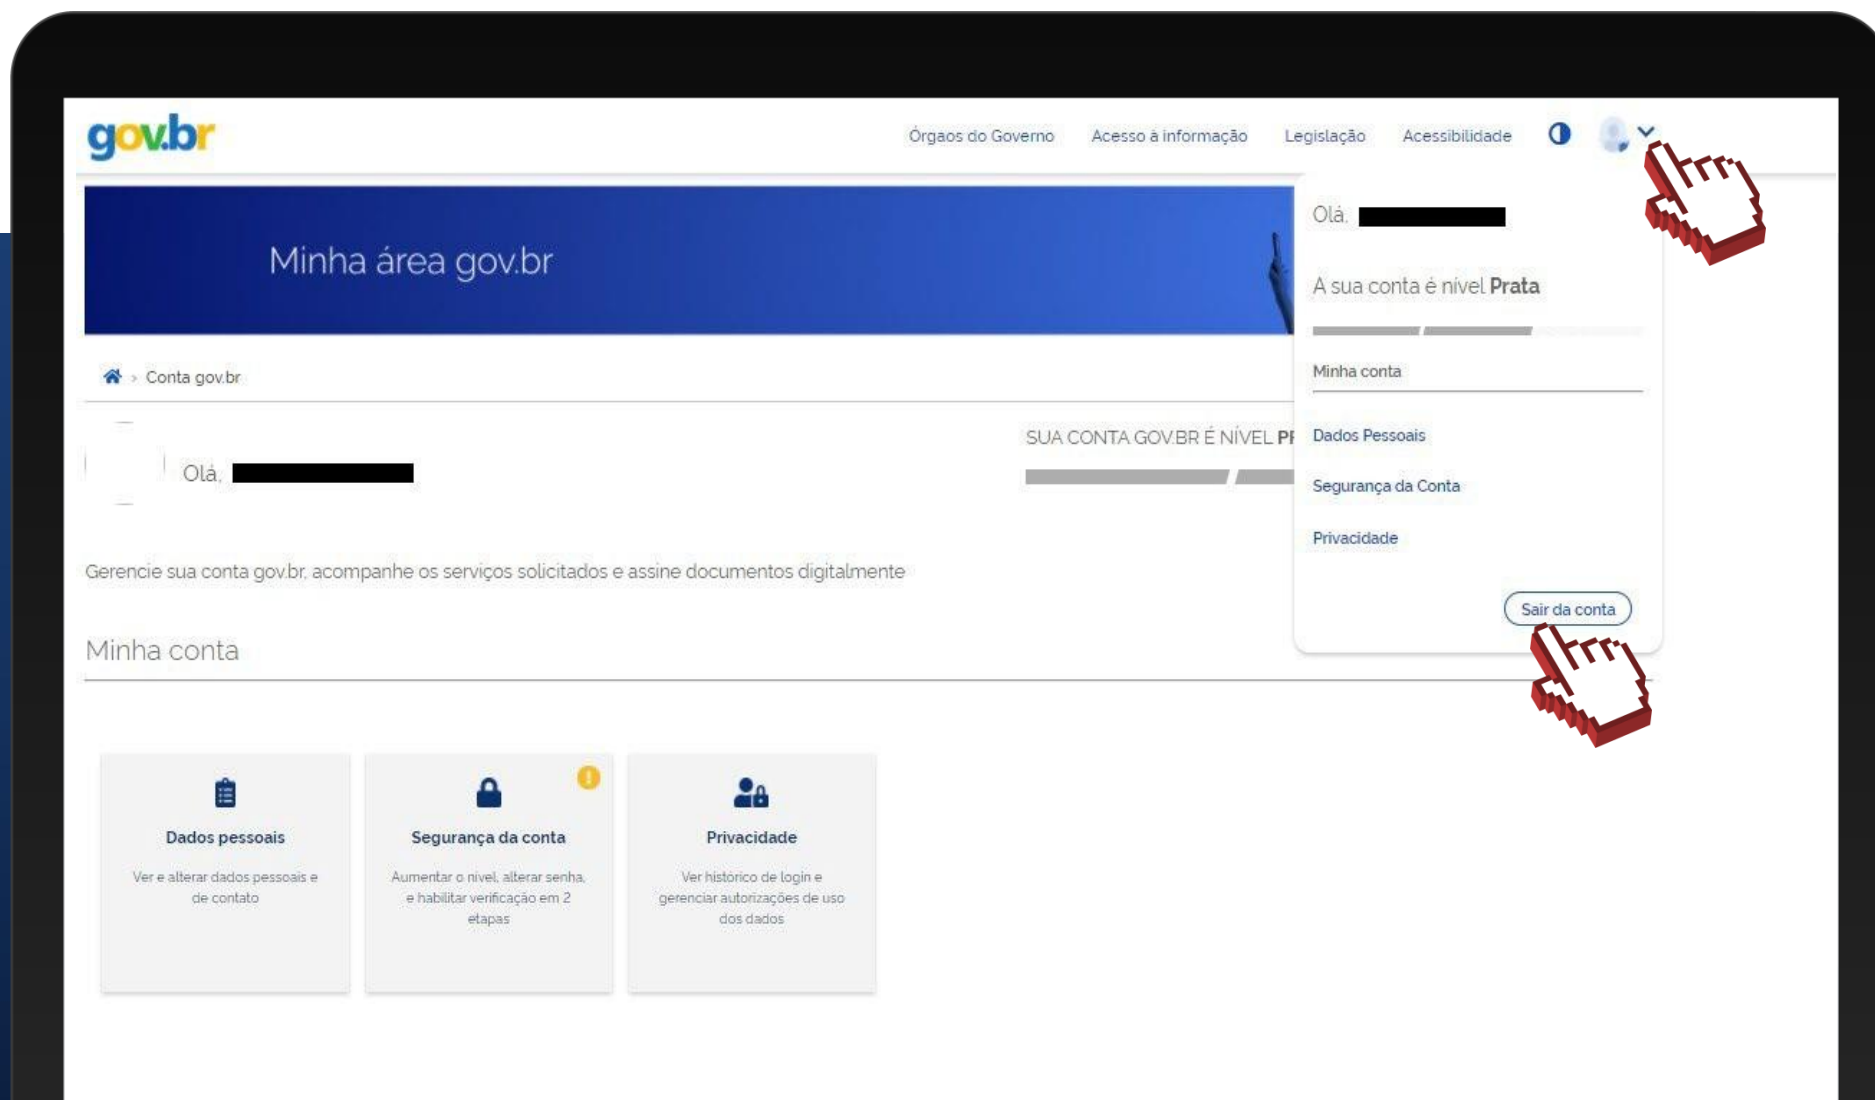 gov.br
Órgaos do Governo Acesso à informação Legislação Acessibilidade
Minha área gov.br
Olá,
A sua conta é nível Prata
Minha conta
Dados Pessoais
Segurança da Conta
Privacidade
Sair da conta
Conta gov.br
Olá,
SUA CONTA GOV.BR É NÍVEL
Gerencie sua conta gov.br, acompanhe os serviços solicitados e assine documentos digitalmente
Minha conta
Dados pessoais
Ver e alterar dados pessoais e
de contato
Segurança da conta
Aumentar o nível, alterar senha,
e habilitar verificação em 2
etapas
Privacidade
Ver histórico de login e
gerenciar autorizações de uso
dos dados